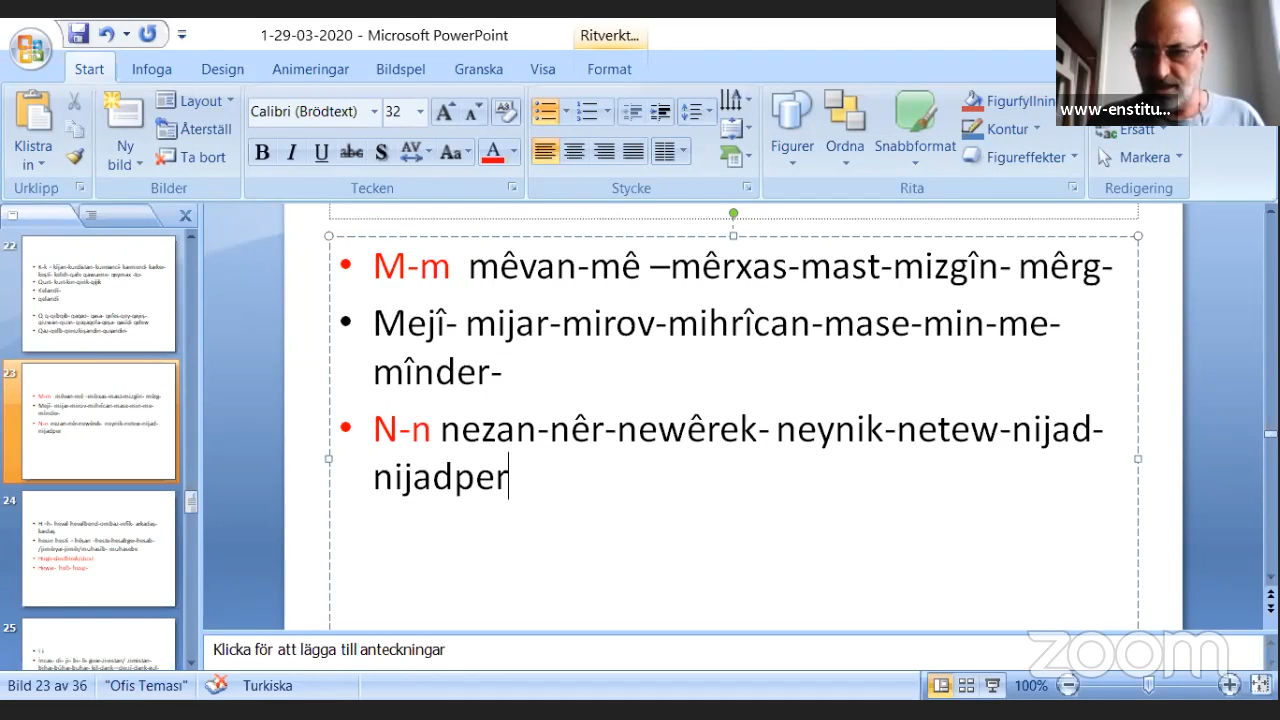 1-29-03-2020 - Microsoft PowerPoint
Ritverkt...
Start Infoga Design Animeringar Bildspel Granska Visa Format
Klistra in
Ny bild
Layout
Återställ
Ta bort
Calibri (Brödtext) 32
Figurer
Ordna
Snabbformat
Figurfyllnin
Kontur
Figureffekter
Ersätt
Markera
Urklipp Bilder Tecken Stycke Rita Redigering
www-enstitu...
22
23
24
25
M-m mêvan-mê –mêrxas-mast-mizgîn- mêrg-
Mejî- mijar-mirov-mihrîcan-mase-min-me-
mînder-
N-n nezan-nêr-newêrek- neynik-netew-nijad-
nijadper
Klicka för att lägga till anteckningar
zoom
Bild 23 av 36 "Ofis Teması" Turkiska 100%